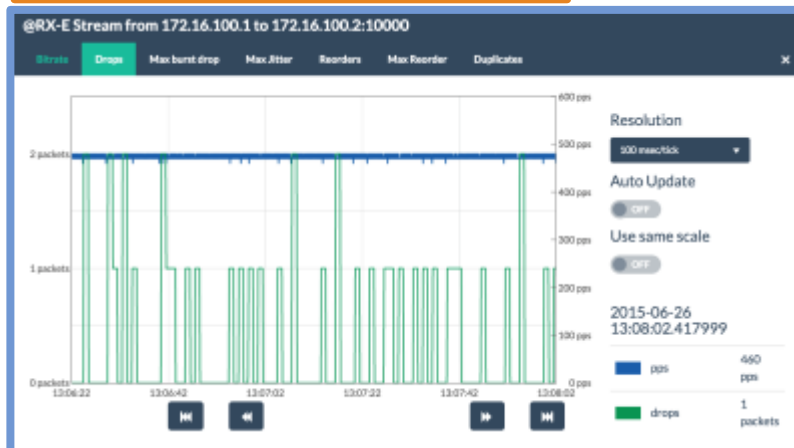 @RX-E Stream from 172.16.100.1 to 172.16.100.2:10000
Bitrate Drops Max burst drop Max Jitter Reorders Max Reorder Duplicates ×
600 pps
Resolution
2 packets 500 pps 100 msec/tick
Auto Update
400 pps OFF
300 pps Use same scale
1 packets OFF
200 pps
2015-06-26
13:08:02.417999
100 pps
pps 460 pps
0 packets 0 pps
13:06:22 13:06:42 13:07:02 13:07:22 13:07:42 13:08:02
drops 1 packets